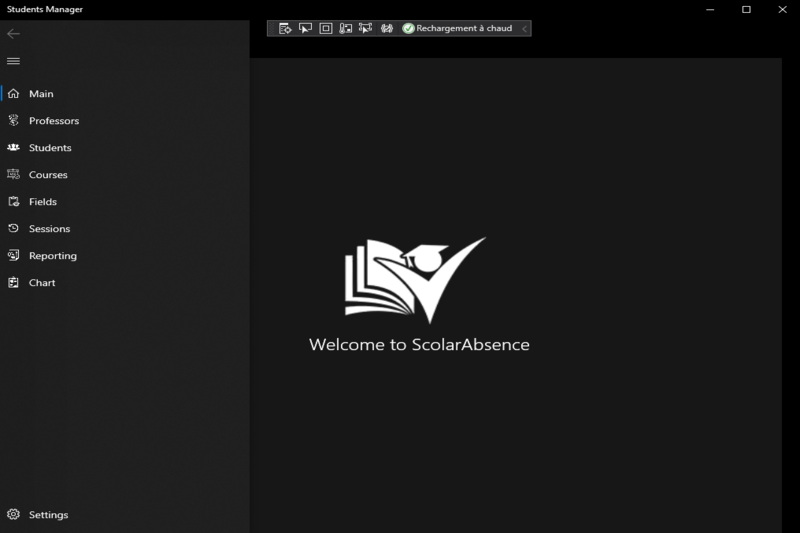 Students Manager
Rechargement à chaud
Main
Professors
Students
Courses
Fields
Sessions
Reporting
Chart
Welcome to ScolarAbsence
Settings